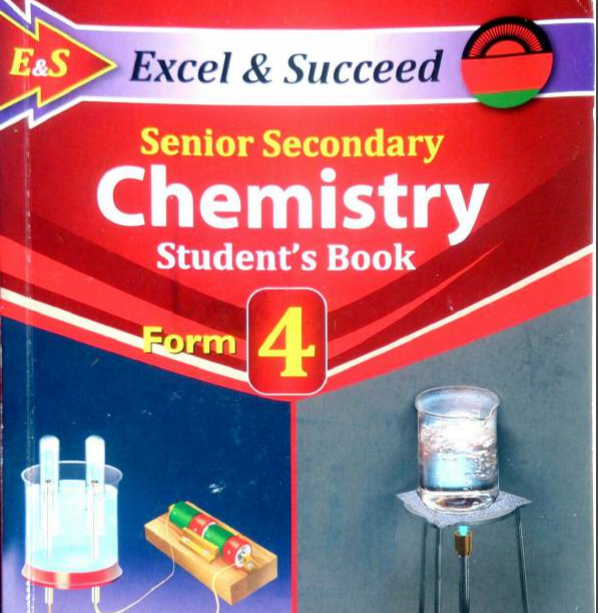 E&S
Excel & Succeed
Senior Secondary
Chemistry
Student's Book
Form 4